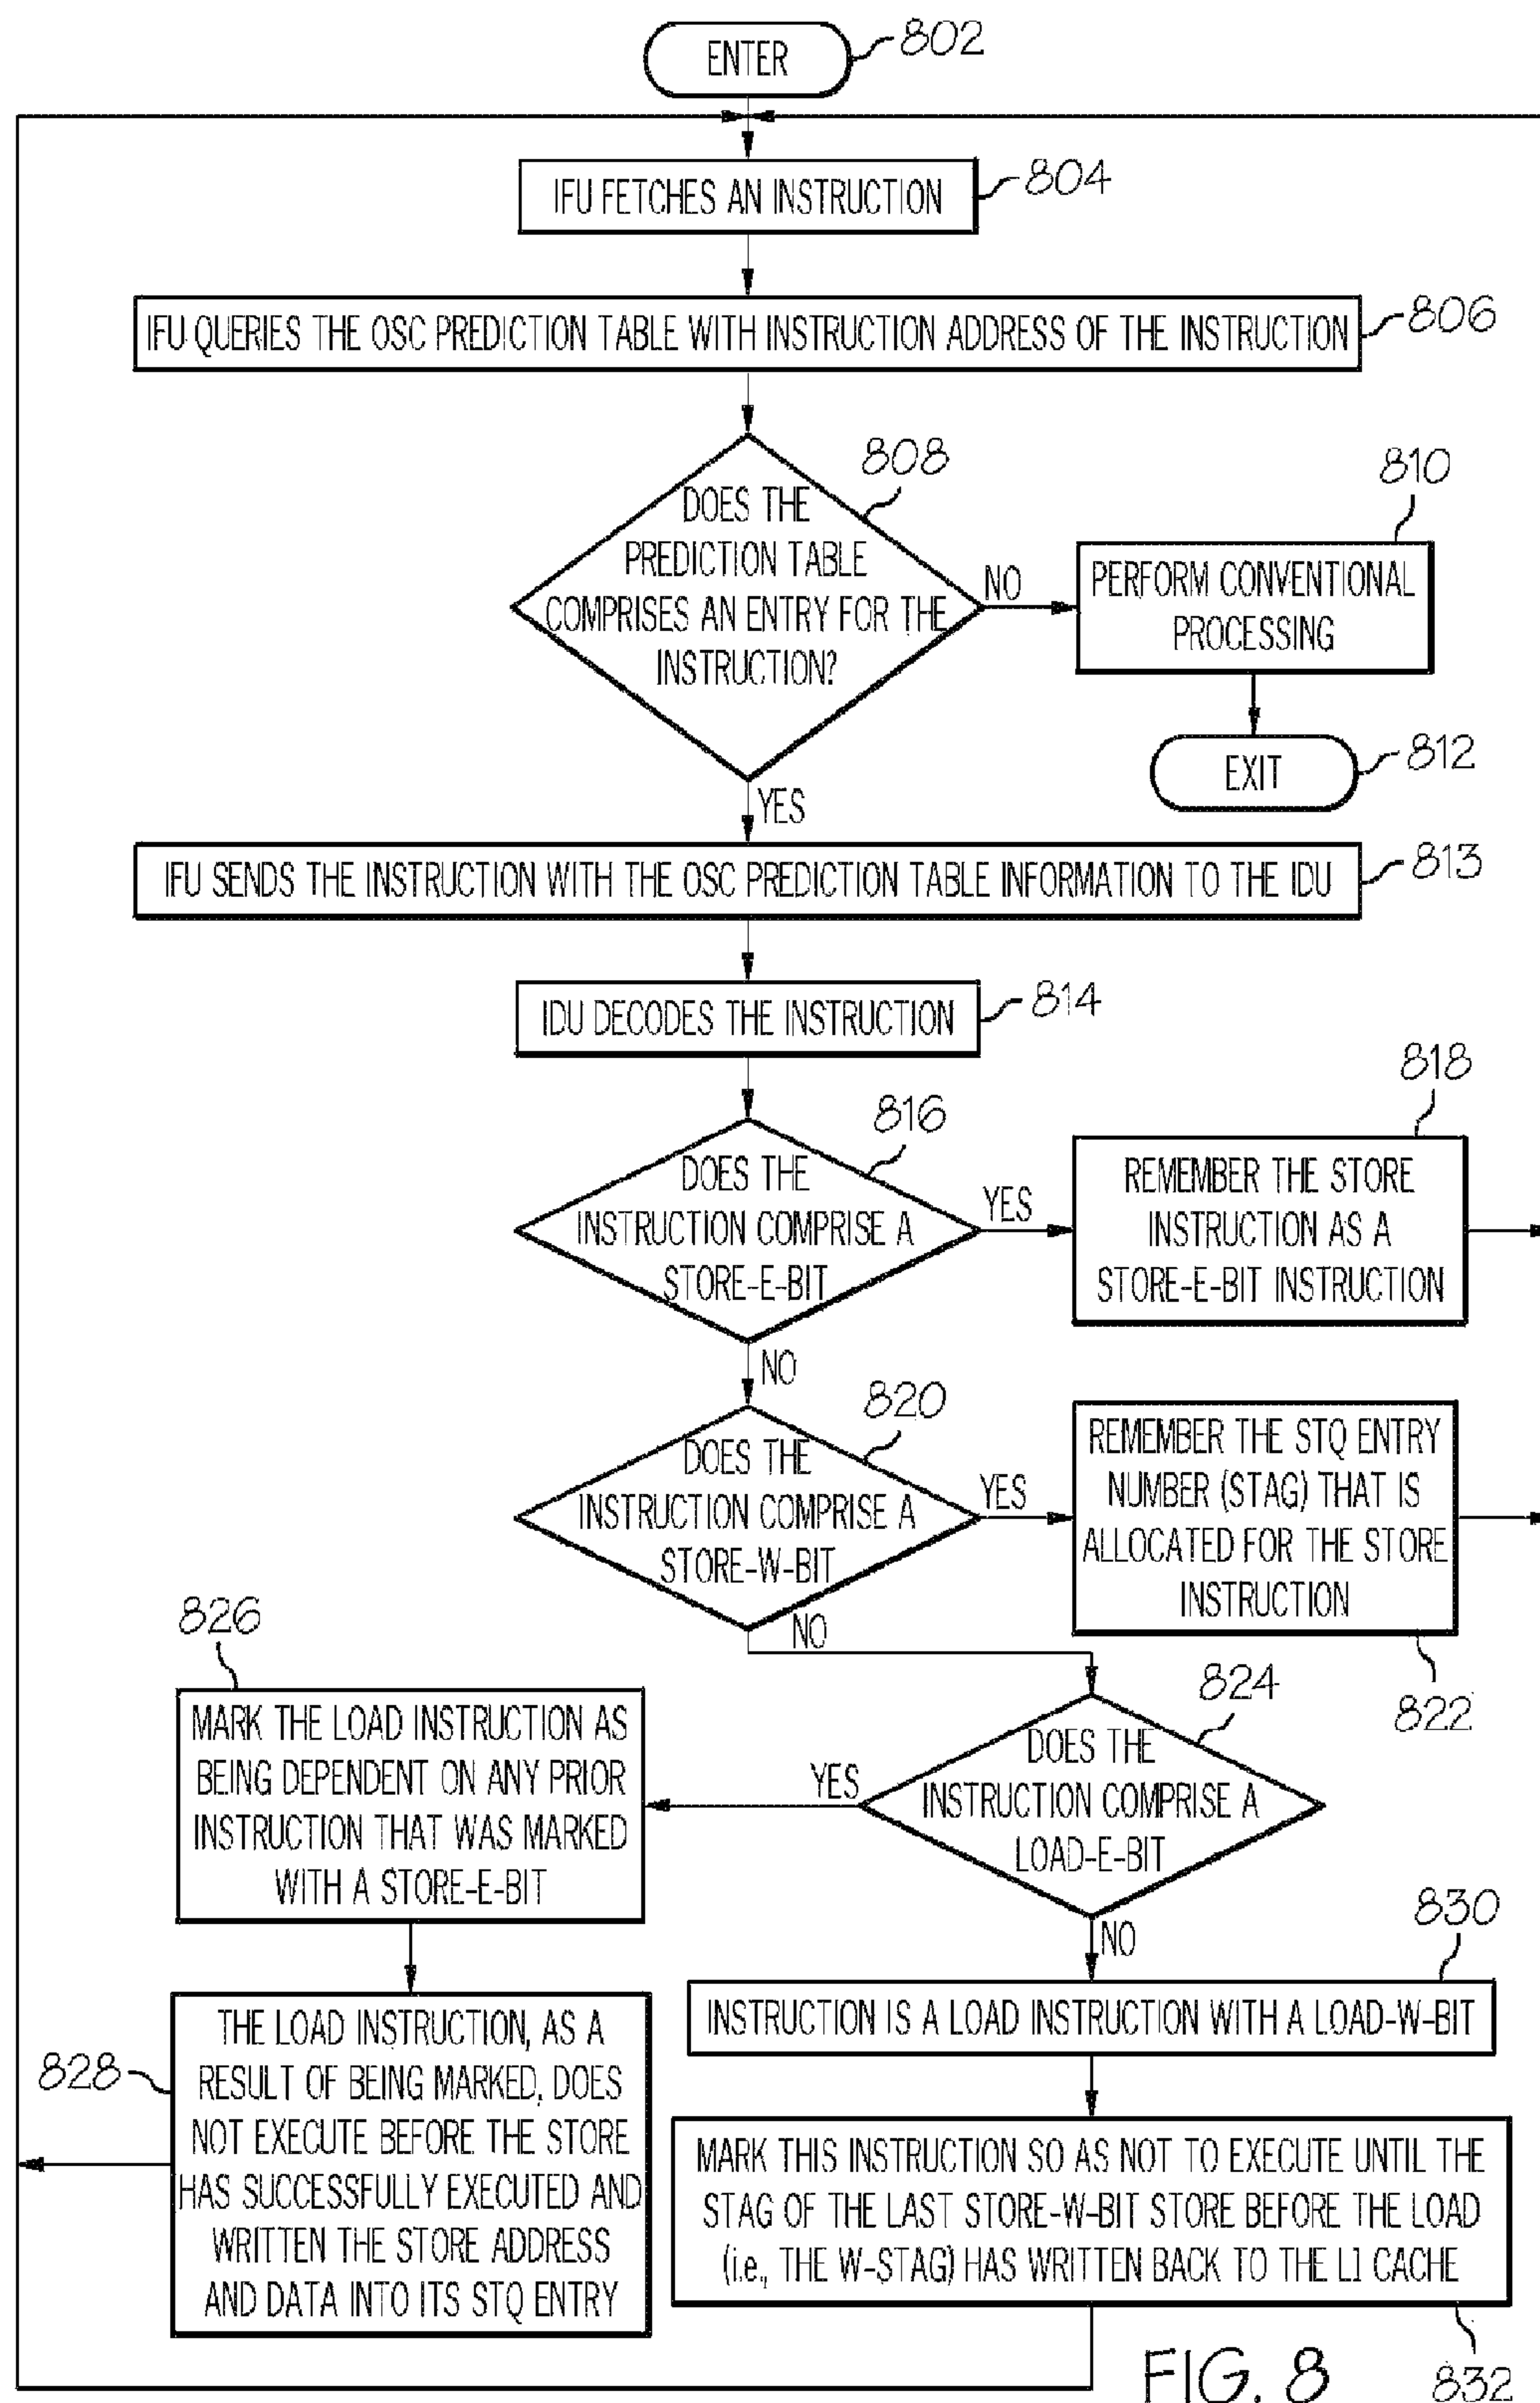 ENTER
802
IFU FETCHES AN INSTRUCTION
804
IFU QUERIES THE OSC PREDICTION TABLE WITH INSTRUCTION ADDRESS OF THE INSTRUCTION
806
808
DOES THE
PREDICTION TABLE
COMPRISES AN ENTRY FOR THE
INSTRUCTION?
NO
810
PERFORM CONVENTIONAL
PROCESSING
EXIT
812
YES
IFU SENDS THE INSTRUCTION WITH THE OSC PREDICTION TABLE INFORMATION TO THE IDU
813
IDU DECODES THE INSTRUCTION
814
816
DOES THE
INSTRUCTION COMPRISE A
STORE-E-BIT
YES
818
REMEMBER THE STORE
INSTRUCTION AS A
STORE-E-BIT INSTRUCTION
NO
820
DOES THE
INSTRUCTION COMPRISE A
STORE-W-BIT
YES
REMEMBER THE STQ ENTRY
NUMBER (STAG) THAT IS
ALLOCATED FOR THE STORE
INSTRUCTION
822
NO
824
DOES THE
INSTRUCTION COMPRISE A
LOAD-E-BIT
YES
826
MARK THE LOAD INSTRUCTION AS
BEING DEPENDENT ON ANY PRIOR
INSTRUCTION THAT WAS MARKED
WITH A STORE-E-BIT
828
THE LOAD INSTRUCTION, AS A
RESULT OF BEING MARKED, DOES
NOT EXECUTE BEFORE THE STORE
HAS SUCCESSFULLY EXECUTED AND
WRITTEN THE STORE ADDRESS
AND DATA INTO ITS STQ ENTRY
NO
830
INSTRUCTION IS A LOAD INSTRUCTION WITH A LOAD-W-BIT
MARK THIS INSTRUCTION SO AS NOT TO EXECUTE UNTIL THE
STAG OF THE LAST STORE-W-BIT STORE BEFORE THE LOAD
(i.e., THE W-STAG) HAS WRITTEN BACK TO THE L1 CACHE
832
FIG. 8